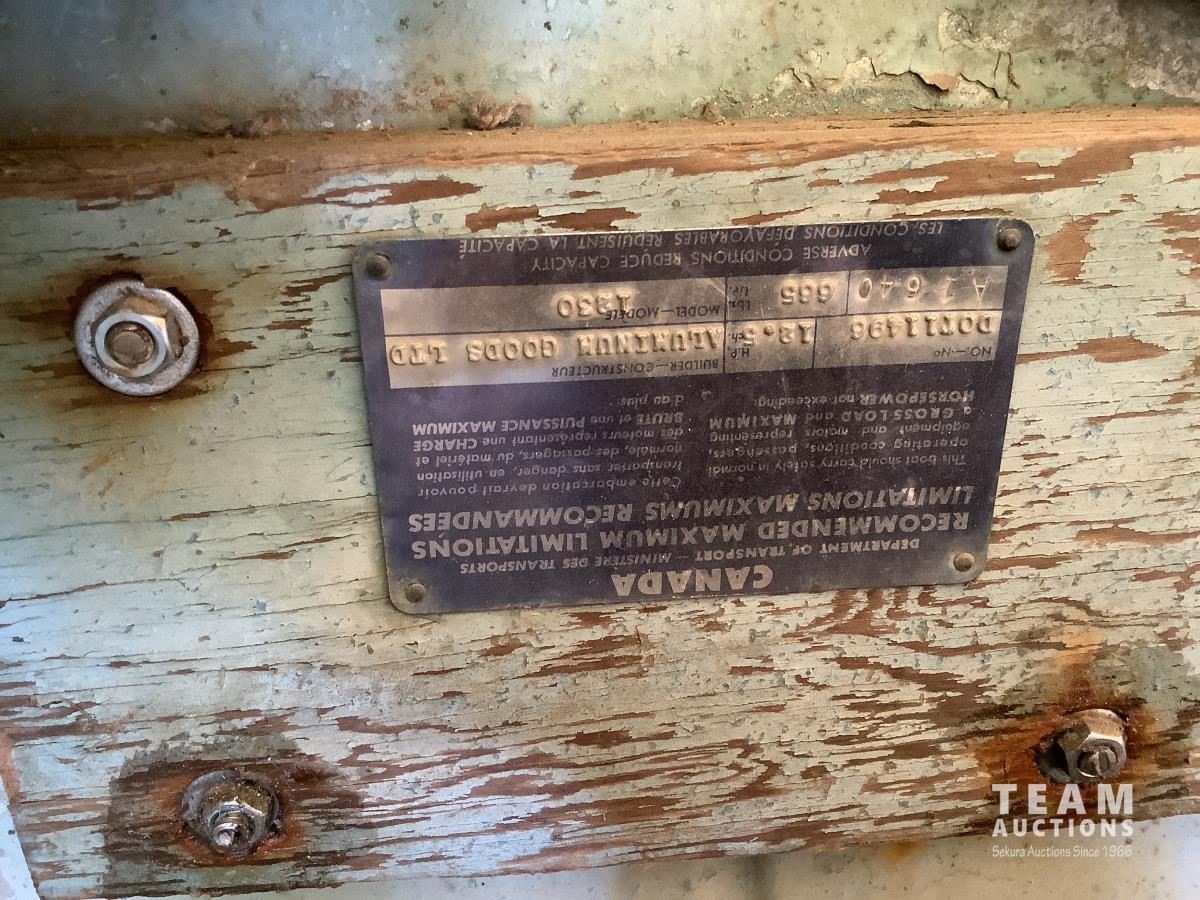 CANADA
DEPARTMENT OF TRANSPORT — MINISTÈRE DES TRANSPORTS
RECOMMENDED MAXIMUM LIMITATIONS
LIMITATIONS MAXIMUMS RECOMMANDÉES
This boat should carry safely in normal
operating conditions, passengers,
equipment and motors representing
a GROSS LOAD and MAXIMUM
HORSEPOWER not exceeding:
Cette embarcation devrait pouvoir
transporter sans danger, en utilisation
normale, des passagers, du matériel et
des moteurs représentant une CHARGE
BRUTE et une PUISSANCE MAXIMUM
d'au plus:
NO.—Nº H.P. BUILDER—CONSTRUCTEUR
DOT11496 12.5 ch. ALUMINUM GOODS LTD
Lbs. MODEL—MODÈLE
A1640 665 Liv. 1230
ADVERSE CONDITIONS REDUCE CAPACITY
LES CONDITIONS DÉFAVORABLES RÉDUISENT LA CAPACITÉ
TEAM
AUCTIONS
Sekura Auctions Since 1966